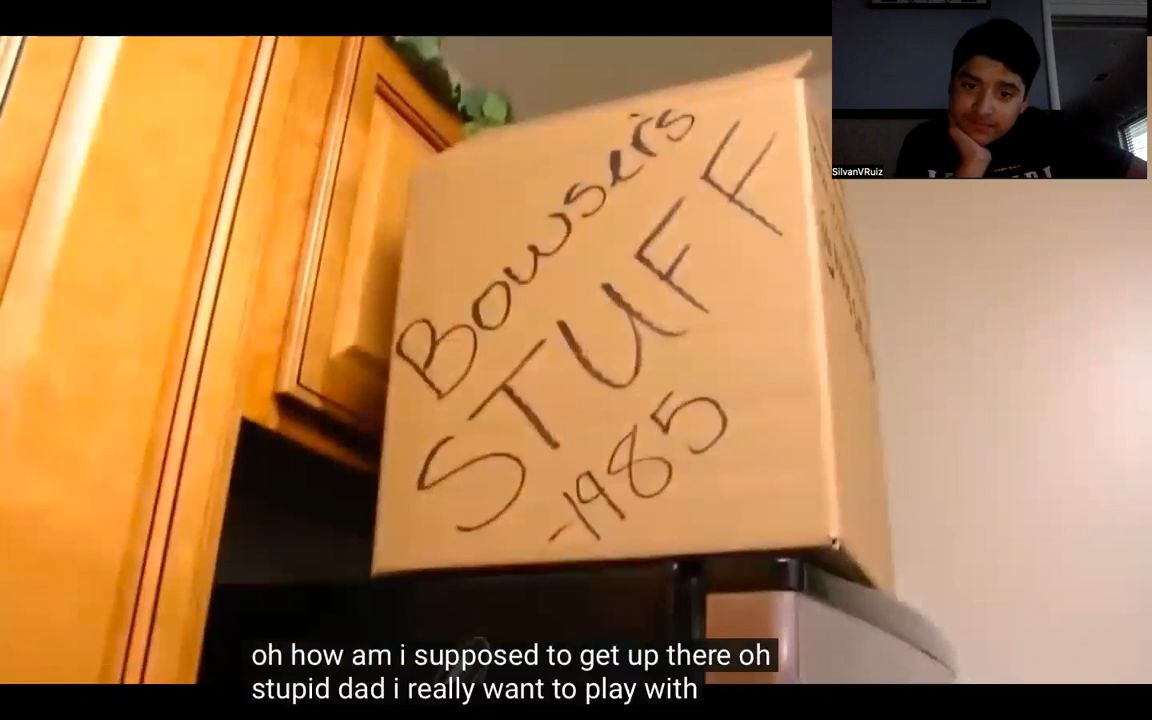 SilvanVRuiz
Bowser's
STUFF
-1985
oh how am i supposed to get up there oh
stupid dad i really want to play with